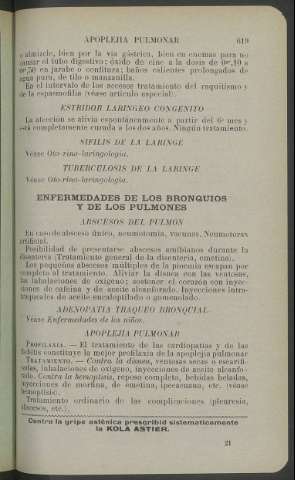 APOPLEJIA PULMONAR 619
o almizcle, bien por la vía gástrica, bien en enemas para no
cansar el tubo digestivo; óxido de cinc a la dosis de 0gr,10 a
0gr,50 en jarabe o confitura; baños calientes prolongados de
agua pura, de tilo o manzanilla.
En el intervalo de los accesos tratamiento del raquitismo y
de la espasmofilia (véase artículo especial).
ESTRIDOR LARINGEO CONGENITO
La afección se alivia espontáneamente a partir del 6º mes y
está completamente curada a los dos años. Ningún tratamiento.
SIFILIS DE LA LARINGE
Véase Oto-rino-laringología.
TUBERCULOSIS DE LA LARINGE
Véase Oto-rino-laringología.
ENFERMEDADES DE LOS BRONQUIOS
Y DE LOS PULMONES
ABSCESOS DEL PULMON
En caso de absceso único, neumotomía, vacunas. Neumotórax
artificial.
Posibilidad de presentarse abscesos amibianos durante la
disentería (Tratamiento general de la disentería, emetina).
Los pequeños abscesos múltiples de la piocemia escapan por
completo al tratamiento. Aliviar la disnea con las ventosas,
las inhalaciones de oxígeno; sostener el corazón con inyec-
ciones de cafeína y de aceite alcanforado. Inyecciones intra-
traqueales de aceite eucaliptolado o gomenolado.
ADENOPATIA TRAQUEO BRONQUIAL
Véase Enfermedades de los niños.
APOPLEJIA PULMONAR
PROFILAXIA. — El tratamiento de las cardiopatías y de las
flebitis constituye la mejor profilaxia de la apoplejía pulmonar
TRATAMIENTO. — Contra la disnea, ventosas secas o escarifi-
cadas, inhalaciones de oxígeno, inyecciones de aceite alcanfo-
rado. Contra la hemoptisis, reposo completo, bebidas heladas,
inyecciones de morfina, de emetina, ipecacuana, etc. (véase
hemoptisis).
Tratamiento ordinario de las complicaciones (pleuresía,
abscesos, etc.).
Contra la gripe asténica prescribid sistematicamente
la KOLA ASTIER.
21